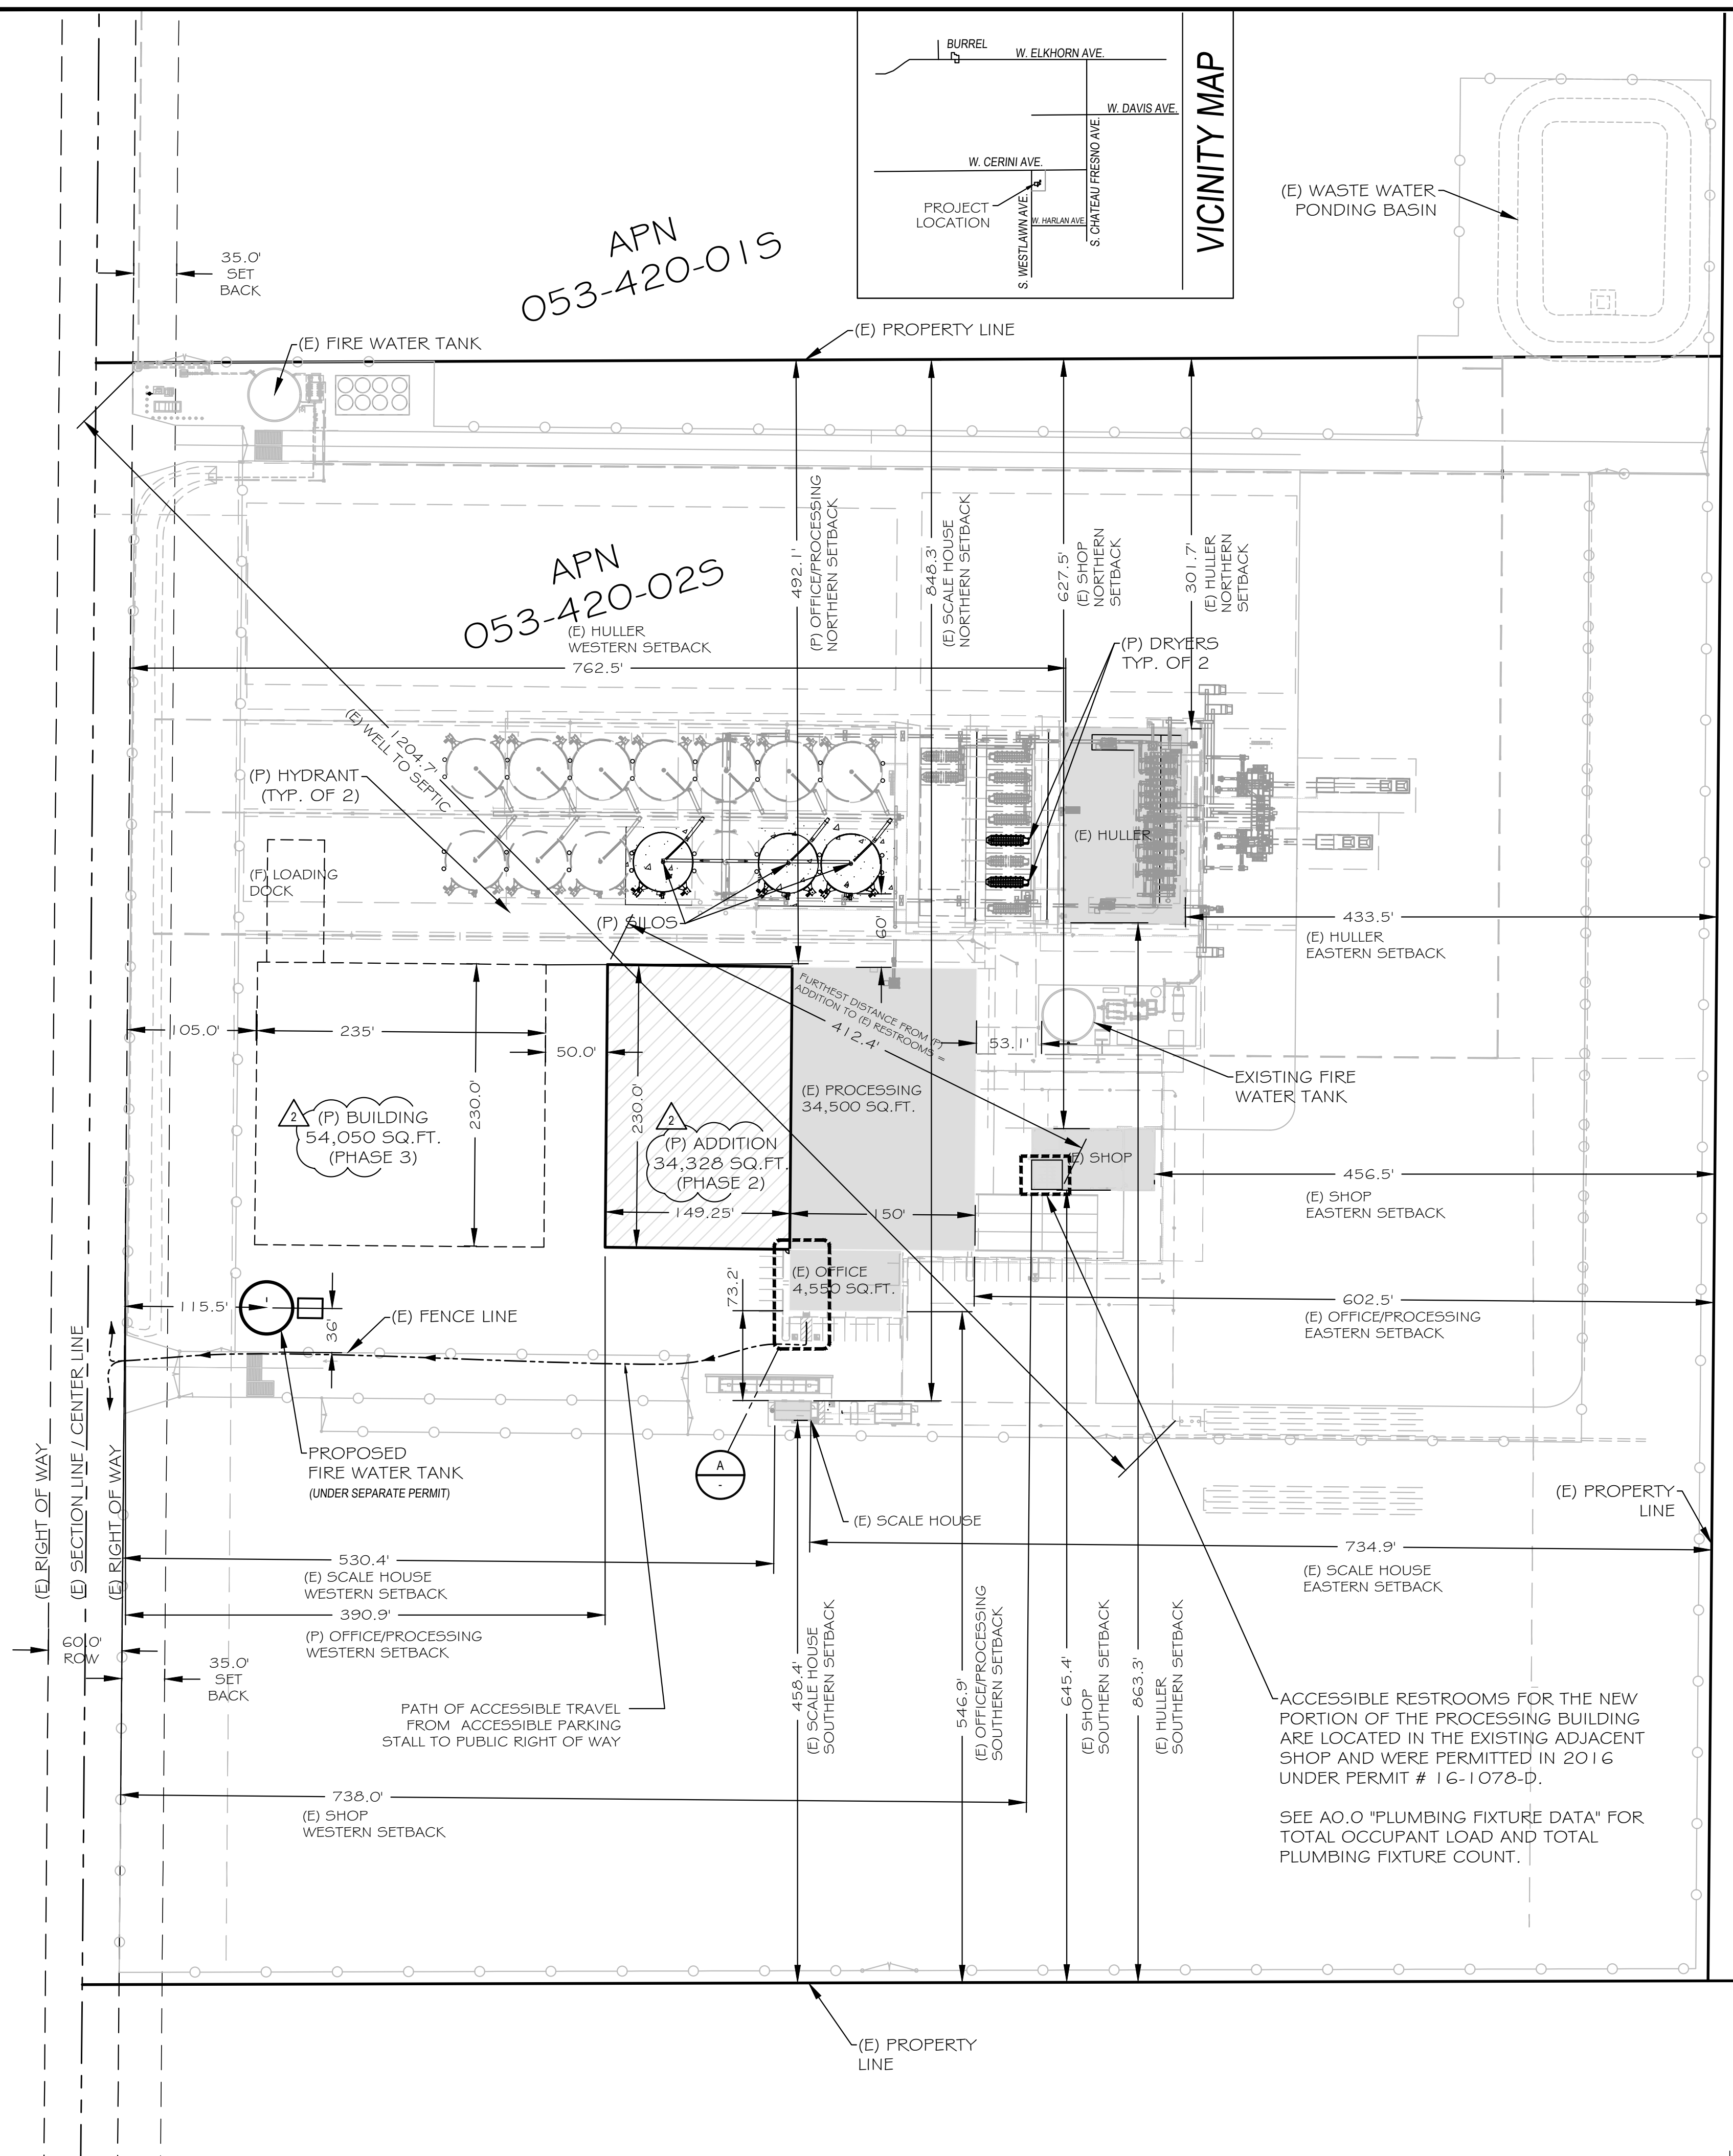 BURREL
W. ELKHORN AVE.
W. DAVIS AVE.
W. CERINI AVE.
S. CHATEAU FRESNO AVE.
PROJECT
LOCATION
S. WESTLAWN AVE.
W. HARLAN AVE.
VICINITY MAP
(E) WASTE WATER
PONDING BASIN
35.0'
SET
BACK
APN
053-420-01S
(E) FIRE WATER TANK
(E) PROPERTY LINE
APN
053-420-02S
492.1'
(P) OFFICE/PROCESSING
NORTHERN SETBACK
848.3'
(E) SCALE HOUSE
NORTHERN SETBACK
627.5'
(E) SHOP
NORTHERN
SETBACK
301.7'
(E) HULLER
NORTHERN
SETBACK
(E) HULLER
WESTERN SETBACK
762.5'
(P) DRYERS
TYP. OF 2
1204.7'
(E) WELL TO SEPTIC
(P) HYDRANT
(TYP. OF 2)
(E) HULLER
(F) LOADING
DOCK
(P) SILOS
60'
433.5'
(E) HULLER
EASTERN SETBACK
105.0'
235'
50.0'
FURTHEST DISTANCE FROM (P)
ADDITION TO (E) RESTROOMS =
412.4'
53.1'
EXISTING FIRE
WATER TANK
230.0'
230.0'
2
(P) BUILDING
54,050 SQ.FT.
(PHASE 3)
2
(P) ADDITION
34,328 SQ.FT.
(PHASE 2)
(E) PROCESSING
34,500 SQ.FT.
(E) SHOP
456.5'
(E) SHOP
EASTERN SETBACK
149.25'
150'
(E) OFFICE
4,550 SQ.FT.
73.2'
115.5'
36'
(E) FENCE LINE
602.5'
(E) OFFICE/PROCESSING
EASTERN SETBACK
PROPOSED
FIRE WATER TANK
(UNDER SEPARATE PERMIT)
A
-
(E) SCALE HOUSE
(E) PROPERTY
LINE
(E) RIGHT OF WAY
(E) SECTION LINE / CENTER LINE
(E) RIGHT OF WAY
530.4'
(E) SCALE HOUSE
WESTERN SETBACK
734.9'
(E) SCALE HOUSE
EASTERN SETBACK
390.9'
(P) OFFICE/PROCESSING
WESTERN SETBACK
60.0'
ROW
35.0'
SET
BACK
458.4'
(E) SCALE HOUSE
SOUTHERN SETBACK
546.9'
(E) OFFICE/PROCESSING
SOUTHERN SETBACK
645.4'
(E) SHOP
SOUTHERN SETBACK
863.3'
(E) HULLER
SOUTHERN SETBACK
PATH OF ACCESSIBLE TRAVEL
FROM ACCESSIBLE PARKING
STALL TO PUBLIC RIGHT OF WAY
ACCESSIBLE RESTROOMS FOR THE NEW
PORTION OF THE PROCESSING BUILDING
ARE LOCATED IN THE EXISTING ADJACENT
SHOP AND WERE PERMITTED IN 2016
UNDER PERMIT # 16-1078-D.
SEE A0.0 "PLUMBING FIXTURE DATA" FOR
TOTAL OCCUPANT LOAD AND TOTAL
PLUMBING FIXTURE COUNT.
738.0'
(E) SHOP
WESTERN SETBACK
(E) PROPERTY
LINE